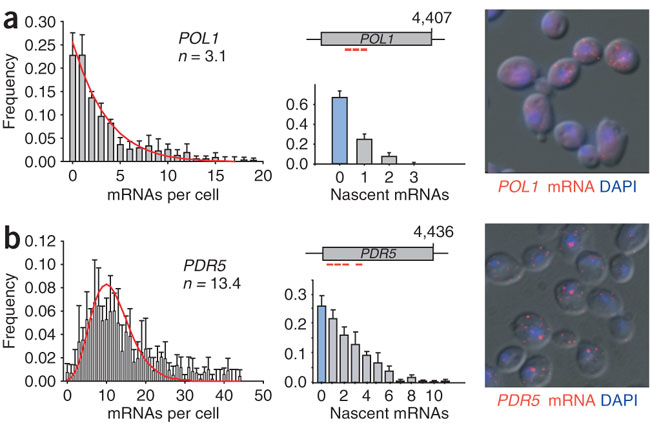 a
0.30
0.25
0.20
0.15
0.10
0.05
0.00
Frequency
0
5
10
15
20
mRNAs per cell
POL1
n = 3.1
4,407
POL1
0.6
0.4
0.2
0.0
0 1 2 3
Nascent mRNAs
POL1 mRNA DAPI
b
0.12
0.10
0.08
0.06
0.04
0.02
0.00
Frequency
0 10 20 30 40 50
mRNAs per cell
PDR5
n = 13.4
4,436
PDR5
0.3
0.2
0.1
0.0
0 2 4 6 8 10
Nascent mRNAs
PDR5 mRNA DAPI